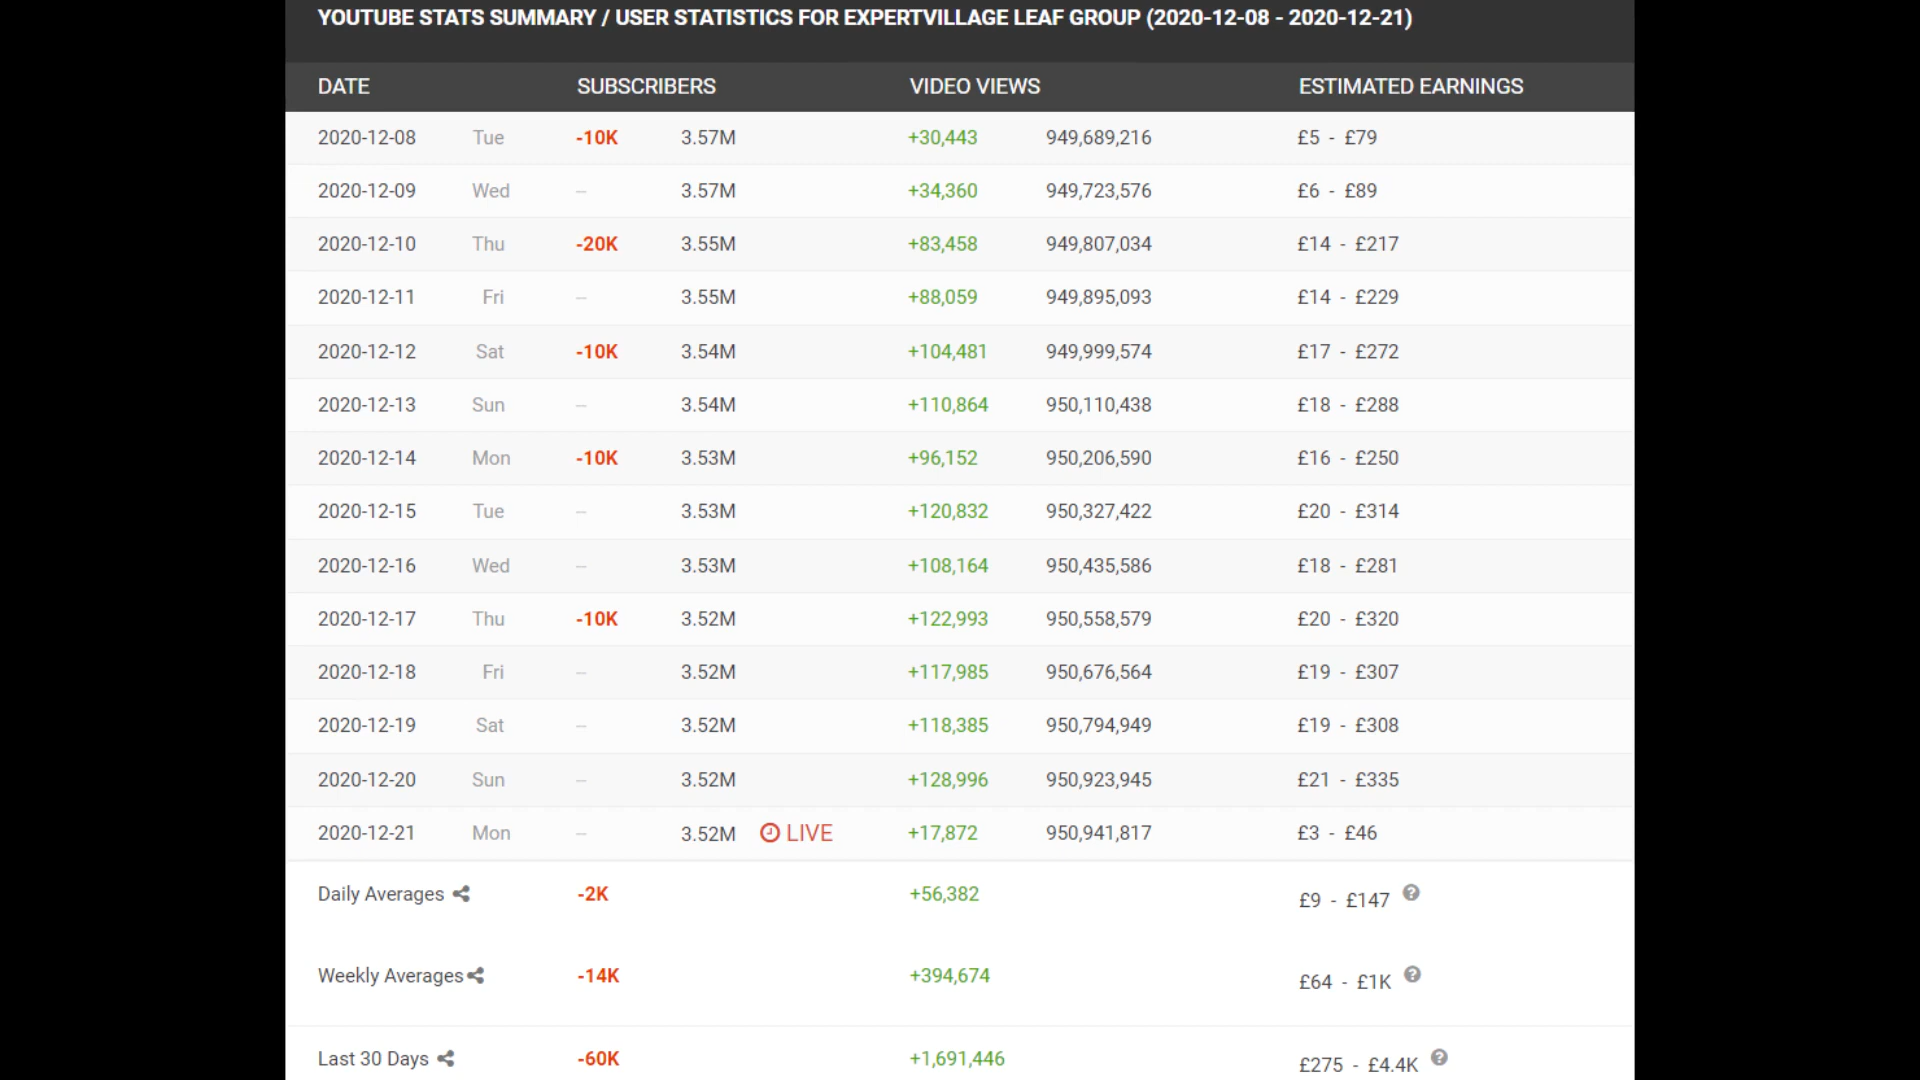 YOUTUBE STATS SUMMARY / USER STATISTICS FOR EXPERTVILLAGE LEAF GROUP (2020-12-08 - 2020-12-21)
DATE SUBSCRIBERS VIDEO VIEWS ESTIMATED EARNINGS
2020-12-08 Tue -10K 3.57M +30,443 949,689,216 £5 - £79
2020-12-09 Wed -- 3.57M +34,360 949,723,576 £6 - £89
2020-12-10 Thu -20K 3.55M +83,458 949,807,034 £14 - £217
2020-12-11 Fri -- 3.55M +88,059 949,895,093 £14 - £229
2020-12-12 Sat -10K 3.54M +104,481 949,999,574 £17 - £272
2020-12-13 Sun -- 3.54M +110,864 950,110,438 £18 - £288
2020-12-14 Mon -10K 3.53M +96,152 950,206,590 £16 - £250
2020-12-15 Tue -- 3.53M +120,832 950,327,422 £20 - £314
2020-12-16 Wed -- 3.53M +108,164 950,435,586 £18 - £281
2020-12-17 Thu -10K 3.52M +122,993 950,558,579 £20 - £320
2020-12-18 Fri -- 3.52M +117,985 950,676,564 £19 - £307
2020-12-19 Sat -- 3.52M +118,385 950,794,949 £19 - £308
2020-12-20 Sun -- 3.52M +128,996 950,923,945 £21 - £335
2020-12-21 Mon -- 3.52M LIVE +17,872 950,941,817 £3 - £46
Daily Averages -2K +56,382 £9 - £147
Weekly Averages -14K +394,674 £64 - £1K
Last 30 Days -60K +1,691,446 £275 - £4.4K